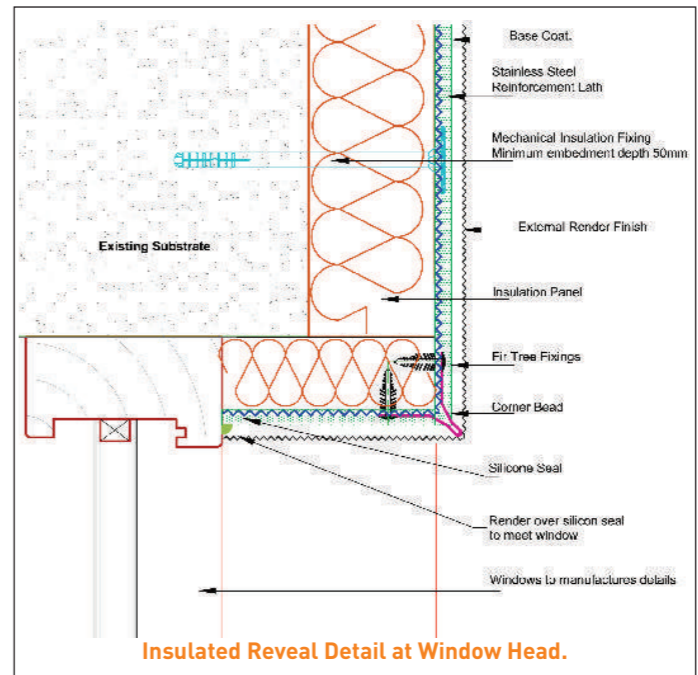 Base Coat.
Stainless Steel
Reinforcement Lath
Mechanical Insulation Fixing
Minimum embedment depth 50mm
External Render Finish
Existing Substrate
Insulation Panel
Fir Tree Fixings
Corner Bead
Silicone Seal
Render over silicon seal
to meet window
Windows to manufactures details
Insulated Reveal Detail at Window Head.